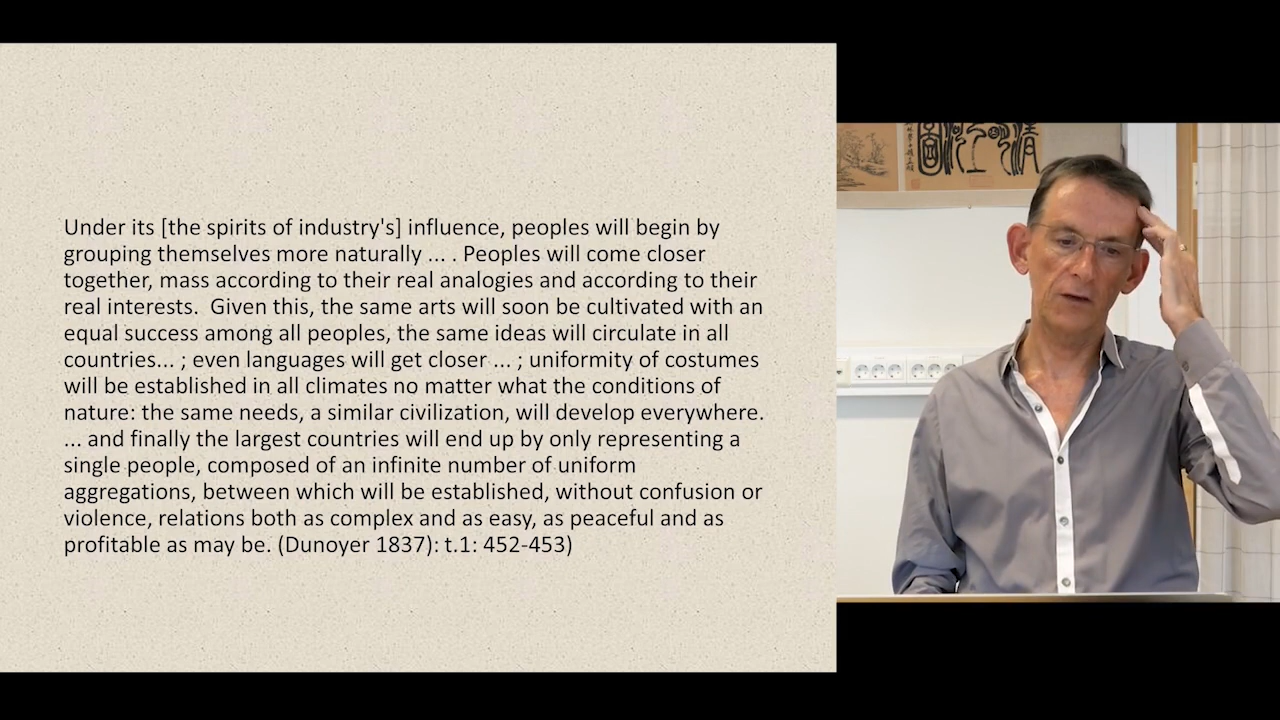 Under its [the spirits of industry's] influence, peoples will begin by
grouping themselves more naturally ... . Peoples will come closer
together, mass according to their real analogies and according to their
real interests.  Given this, the same arts will soon be cultivated with an
equal success among all peoples, the same ideas will circulate in all
countries... ; even languages will get closer ... ; uniformity of costumes
will be established in all climates no matter what the conditions of
nature: the same needs, a similar civilization, will develop everywhere.
... and finally the largest countries will end up by only representing a
single people, composed of an infinite number of uniform
aggregations, between which will be established, without confusion or
violence, relations both as complex and as easy, as peaceful and as
profitable as may be. (Dunoyer 1837): t.1: 452-453)